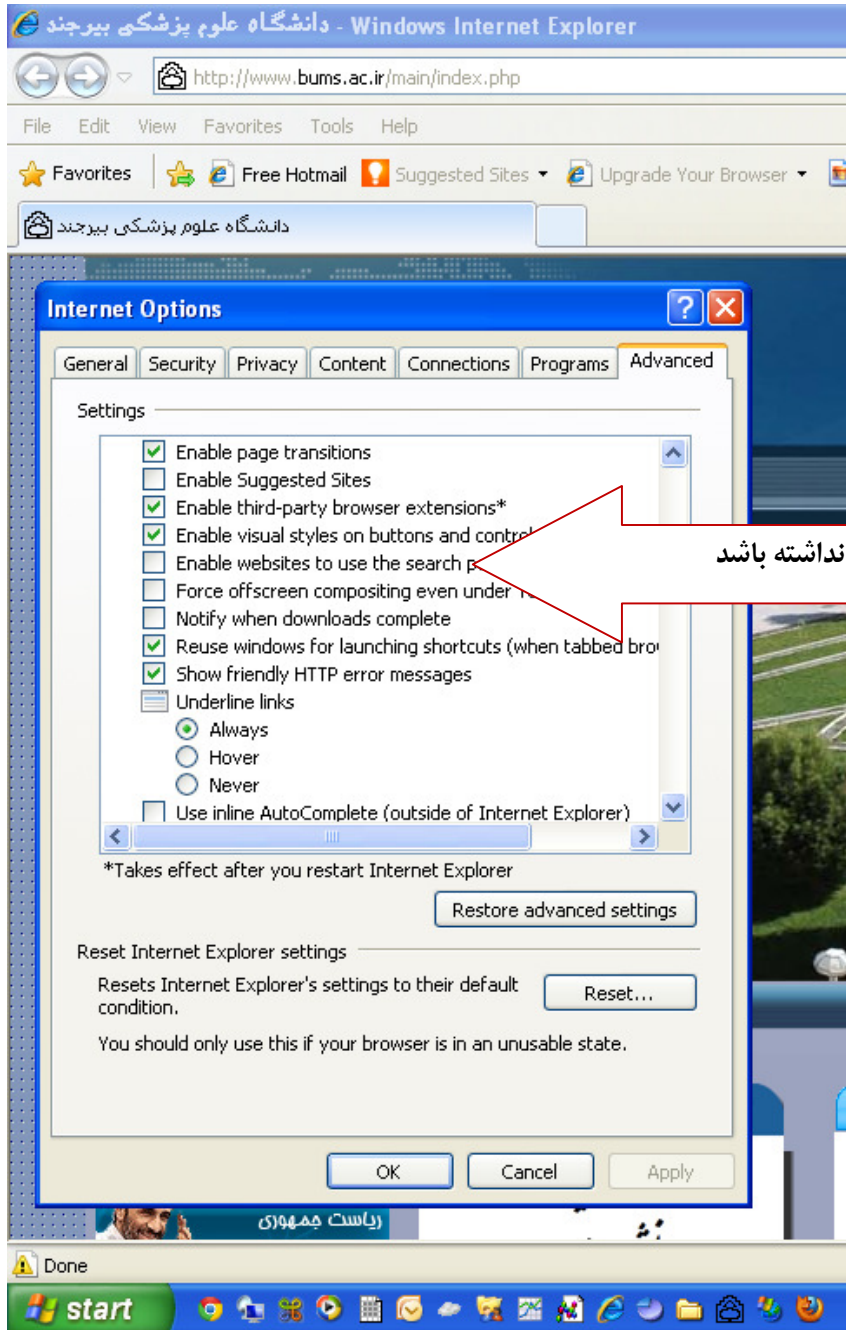 دانشگاه علوم پزشکی بیرجند - Windows Internet Explorer
http://www.bums.ac.ir/main/index.php
File Edit View Favorites Tools Help
Favorites Free Hotmail Suggested Sites Upgrade Your Browser
دانشگاه علوم پزشکی بیرجند
Internet Options
General Security Privacy Content Connections Programs Advanced
Settings
Enable page transitions
Enable Suggested Sites
Enable third-party browser extensions*
Enable visual styles on buttons and
نداشته باشد
Enable websites to use the search
Force offscreen compositing even under
Notify when downloads complete
Reuse windows for launching shortcuts (when tabbed
Show friendly HTTP error messages
Underline links
Always
Hover
Never
Use inline AutoComplete (outside of Internet Explorer)
*Takes effect after you restart Internet Explorer
Restore advanced settings
Reset Internet Explorer settings
Resets Internet Explorer's settings to their default
condition.
Reset...
You should only use this if your browser is in an unusable state.
OK Cancel Apply
ریاست جمهوری
Done
start